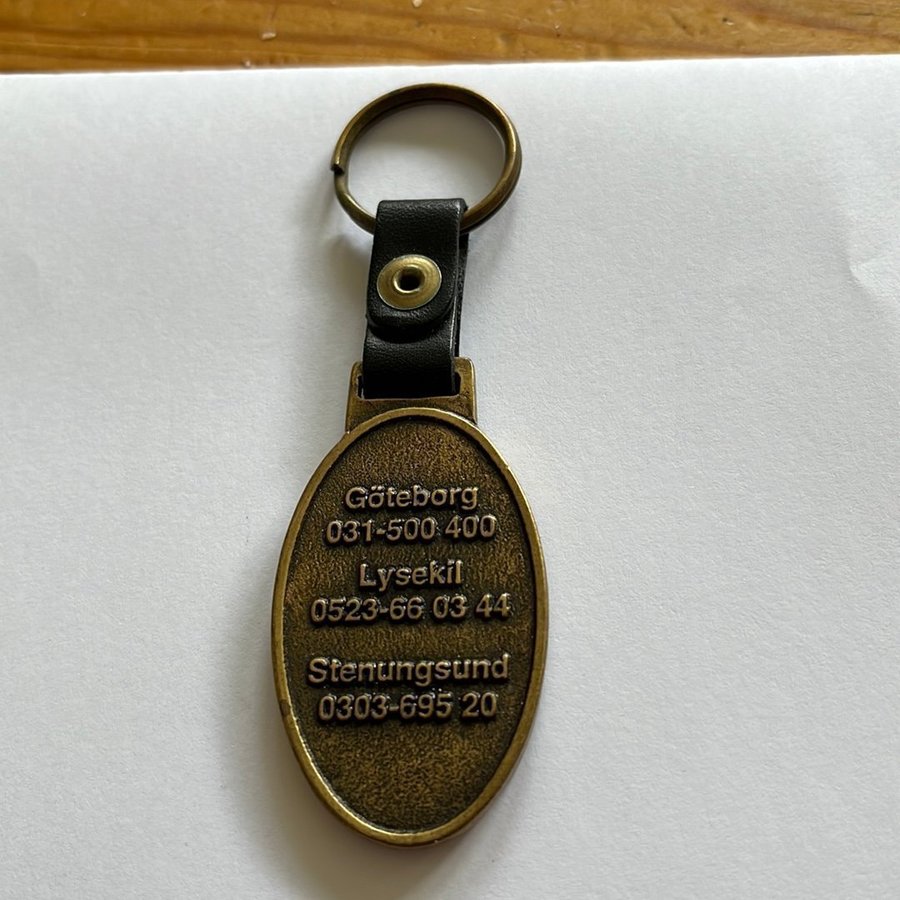 Göteborg
031-500 400
Lysekil
0523-66 03 44
Stenungsund
0303-695 20